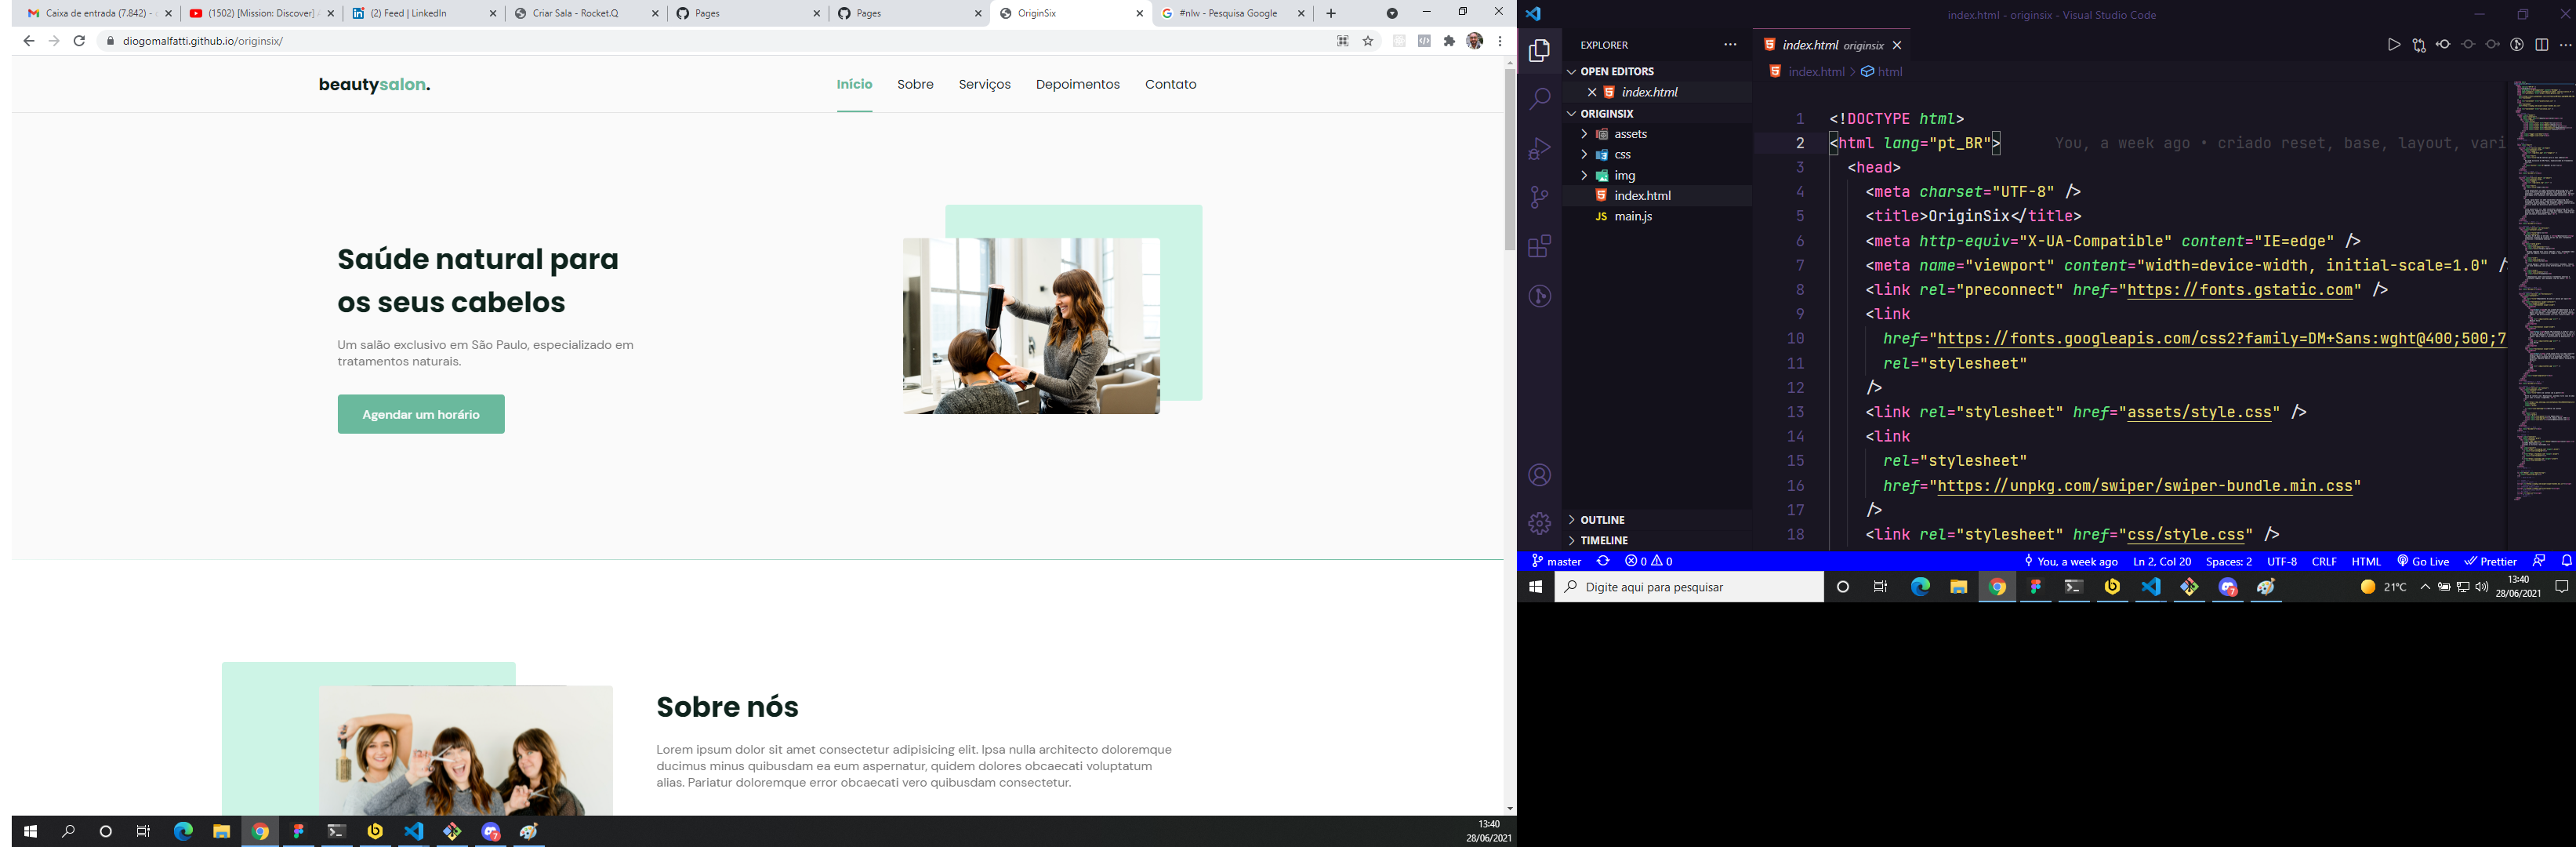 Caixa de entrada (7.842) -
(1502) [Mission: Discover]
(2) Feed | LinkedIn
Criar Sala - Rocket.Q
Pages
Pages
OriginSix
#nlw - Pesquisa Google
diogomalfatti.github.io/originsix/
beautysalon.
Início
Sobre
Serviços
Depoimentos
Contato
Saúde natural para
os seus cabelos
Um salão exclusivo em São Paulo, especializado em
tratamentos naturais.
Agendar um horário
Sobre nós
Lorem ipsum dolor sit amet consectetur adipisicing elit. Ipsa nulla architecto doloremque
ducimus minus quibusdam ea eum aspernatur, quidem dolores obcaecati voluptatum
alias. Pariatur doloremque error obcaecati vero quibusdam consectetur.
13:40
28/06/2021
index.html - originsix - Visual Studio Code
EXPLORER
OPEN EDITORS
index.html
ORIGINSIX
assets
css
img
index.html
JS main.js
OUTLINE
TIMELINE
index.html originsix
index.html > html
1 <!DOCTYPE html>
2 <html lang="pt_BR"> You, a week ago • criado reset, base, layout, vari
3 <head>
4 <meta charset="UTF-8" />
5 <title>OriginSix</title>
6 <meta http-equiv="X-UA-Compatible" content="IE=edge" />
7 <meta name="viewport" content="width=device-width, initial-scale=1.0" />
8 <link rel="preconnect" href="https://fonts.gstatic.com" />
9 <link
10 href="https://fonts.googleapis.com/css2?family=DM+Sans:wght@400;500;7
11 rel="stylesheet"
12 />
13 <link rel="stylesheet" href="assets/style.css" />
14 <link
15 rel="stylesheet"
16 href="https://unpkg.com/swiper/swiper-bundle.min.css"
17 />
18 <link rel="stylesheet" href="css/style.css" />
master
0
0
You, a week ago
Ln 2, Col 20
Spaces: 2
UTF-8
CRLF
HTML
Go Live
Prettier
Digite aqui para pesquisar
21°C
13:40
28/06/2021